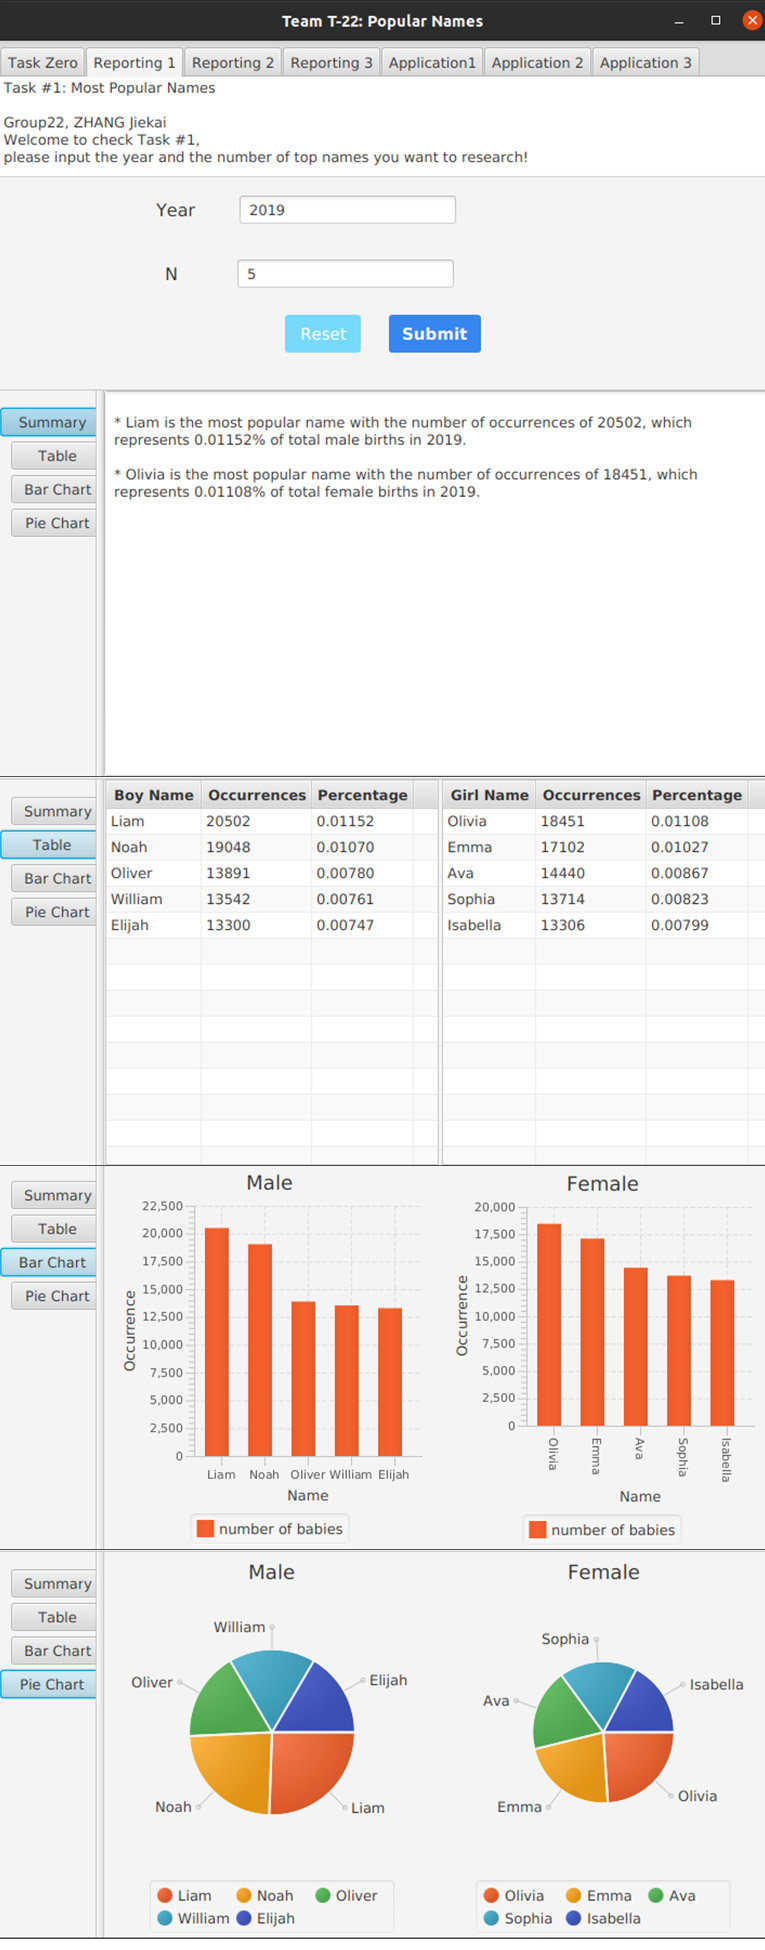 Team T-22: Popular Names
Task Zero Reporting 1 Reporting 2 Reporting 3 Application1 Application 2 Application 3
Task #1: Most Popular Names
Group22, ZHANG Jiekai
Welcome to check Task #1,
please input the year and the number of top names you want to research!
Year 2019
N 5
Reset Submit
Summary
Table
Bar Chart
Pie Chart
* Liam is the most popular name with the number of occurrences of 20502, which
represents 0.01152% of total male births in 2019.
* Olivia is the most popular name with the number of occurrences of 18451, which
represents 0.01108% of total female births in 2019.
Summary
Table
Bar Chart
Pie Chart
Boy Name Occurrences Percentage
Liam 20502 0.01152
Noah 19048 0.01070
Oliver 13891 0.00780
William 13542 0.00761
Elijah 13300 0.00747
Girl Name Occurrences Percentage
Olivia 18451 0.01108
Emma 17102 0.01027
Ava 14440 0.00867
Sophia 13714 0.00823
Isabella 13306 0.00799
Summary
Table
Bar Chart
Pie Chart
Male
Occurrence
22,500
20,000
17,500
15,000
12,500
10,000
7,500
5,000
2,500
0
Liam Noah Oliver William Elijah
Name
number of babies
Female
Occurrence
20,000
17,500
15,000
12,500
10,000
7,500
5,000
2,500
0
Olivia
Emma
Ava
Sophia
Isabella
Name
number of babies
Summary
Table
Bar Chart
Pie Chart
Male
William
Elijah
Oliver
Noah
Liam
Liam Noah Oliver
William Elijah
Female
Sophia
Isabella
Ava
Olivia
Emma
Olivia Emma Ava
Sophia Isabella